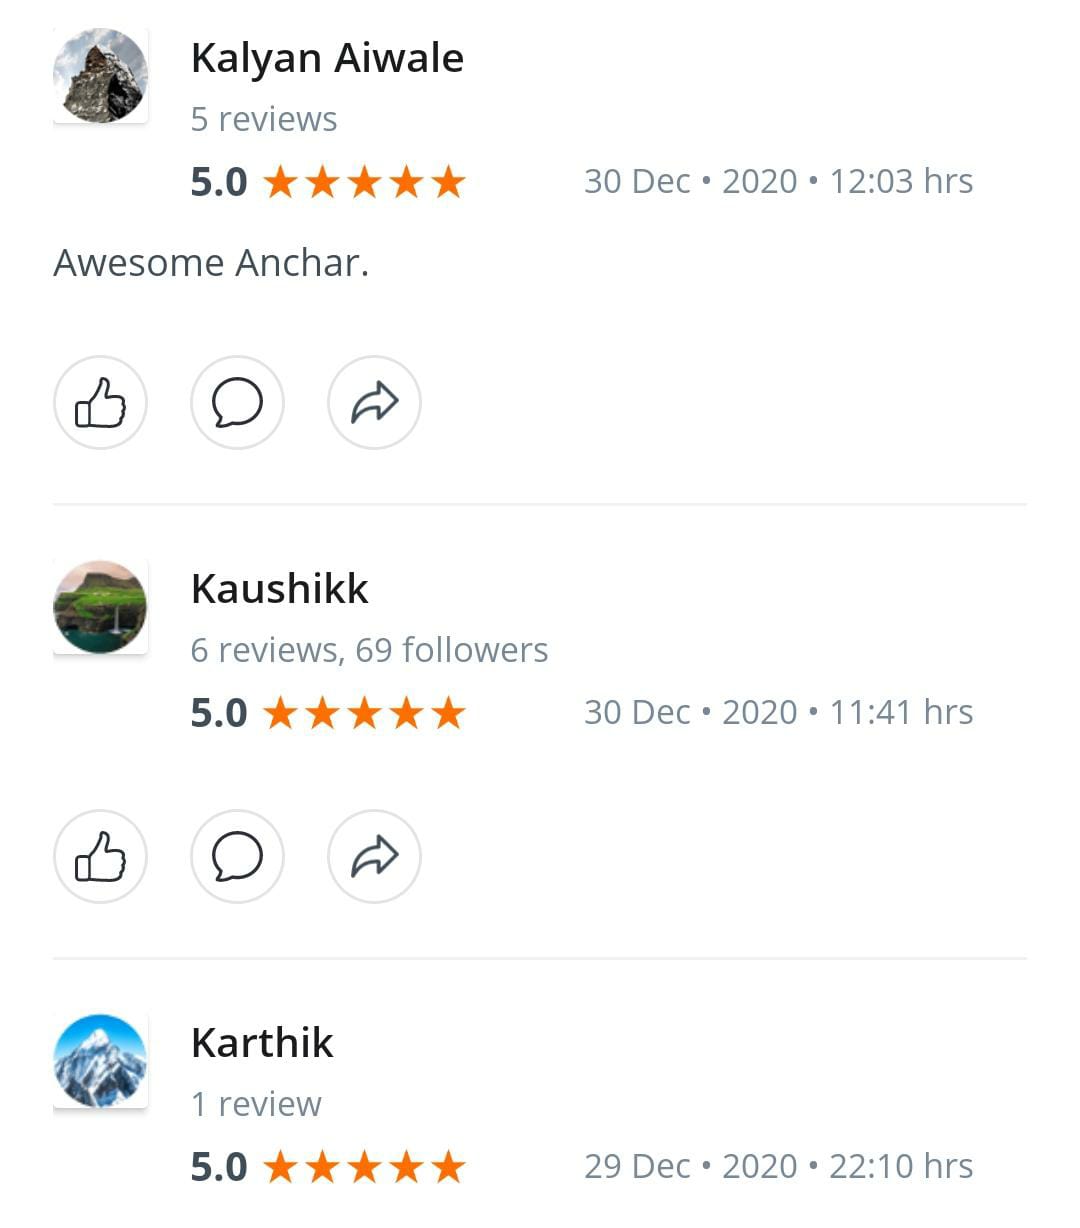 Kalyan Aiwale
5 reviews
5.0 ★★★★★ 30 Dec • 2020 • 12:03 hrs
Awesome Anchar.
Kaushikk
6 reviews, 69 followers
5.0 ★★★★★ 30 Dec • 2020 • 11:41 hrs
Karthik
1 review
5.0 ★★★★★ 29 Dec • 2020 • 22:10 hrs